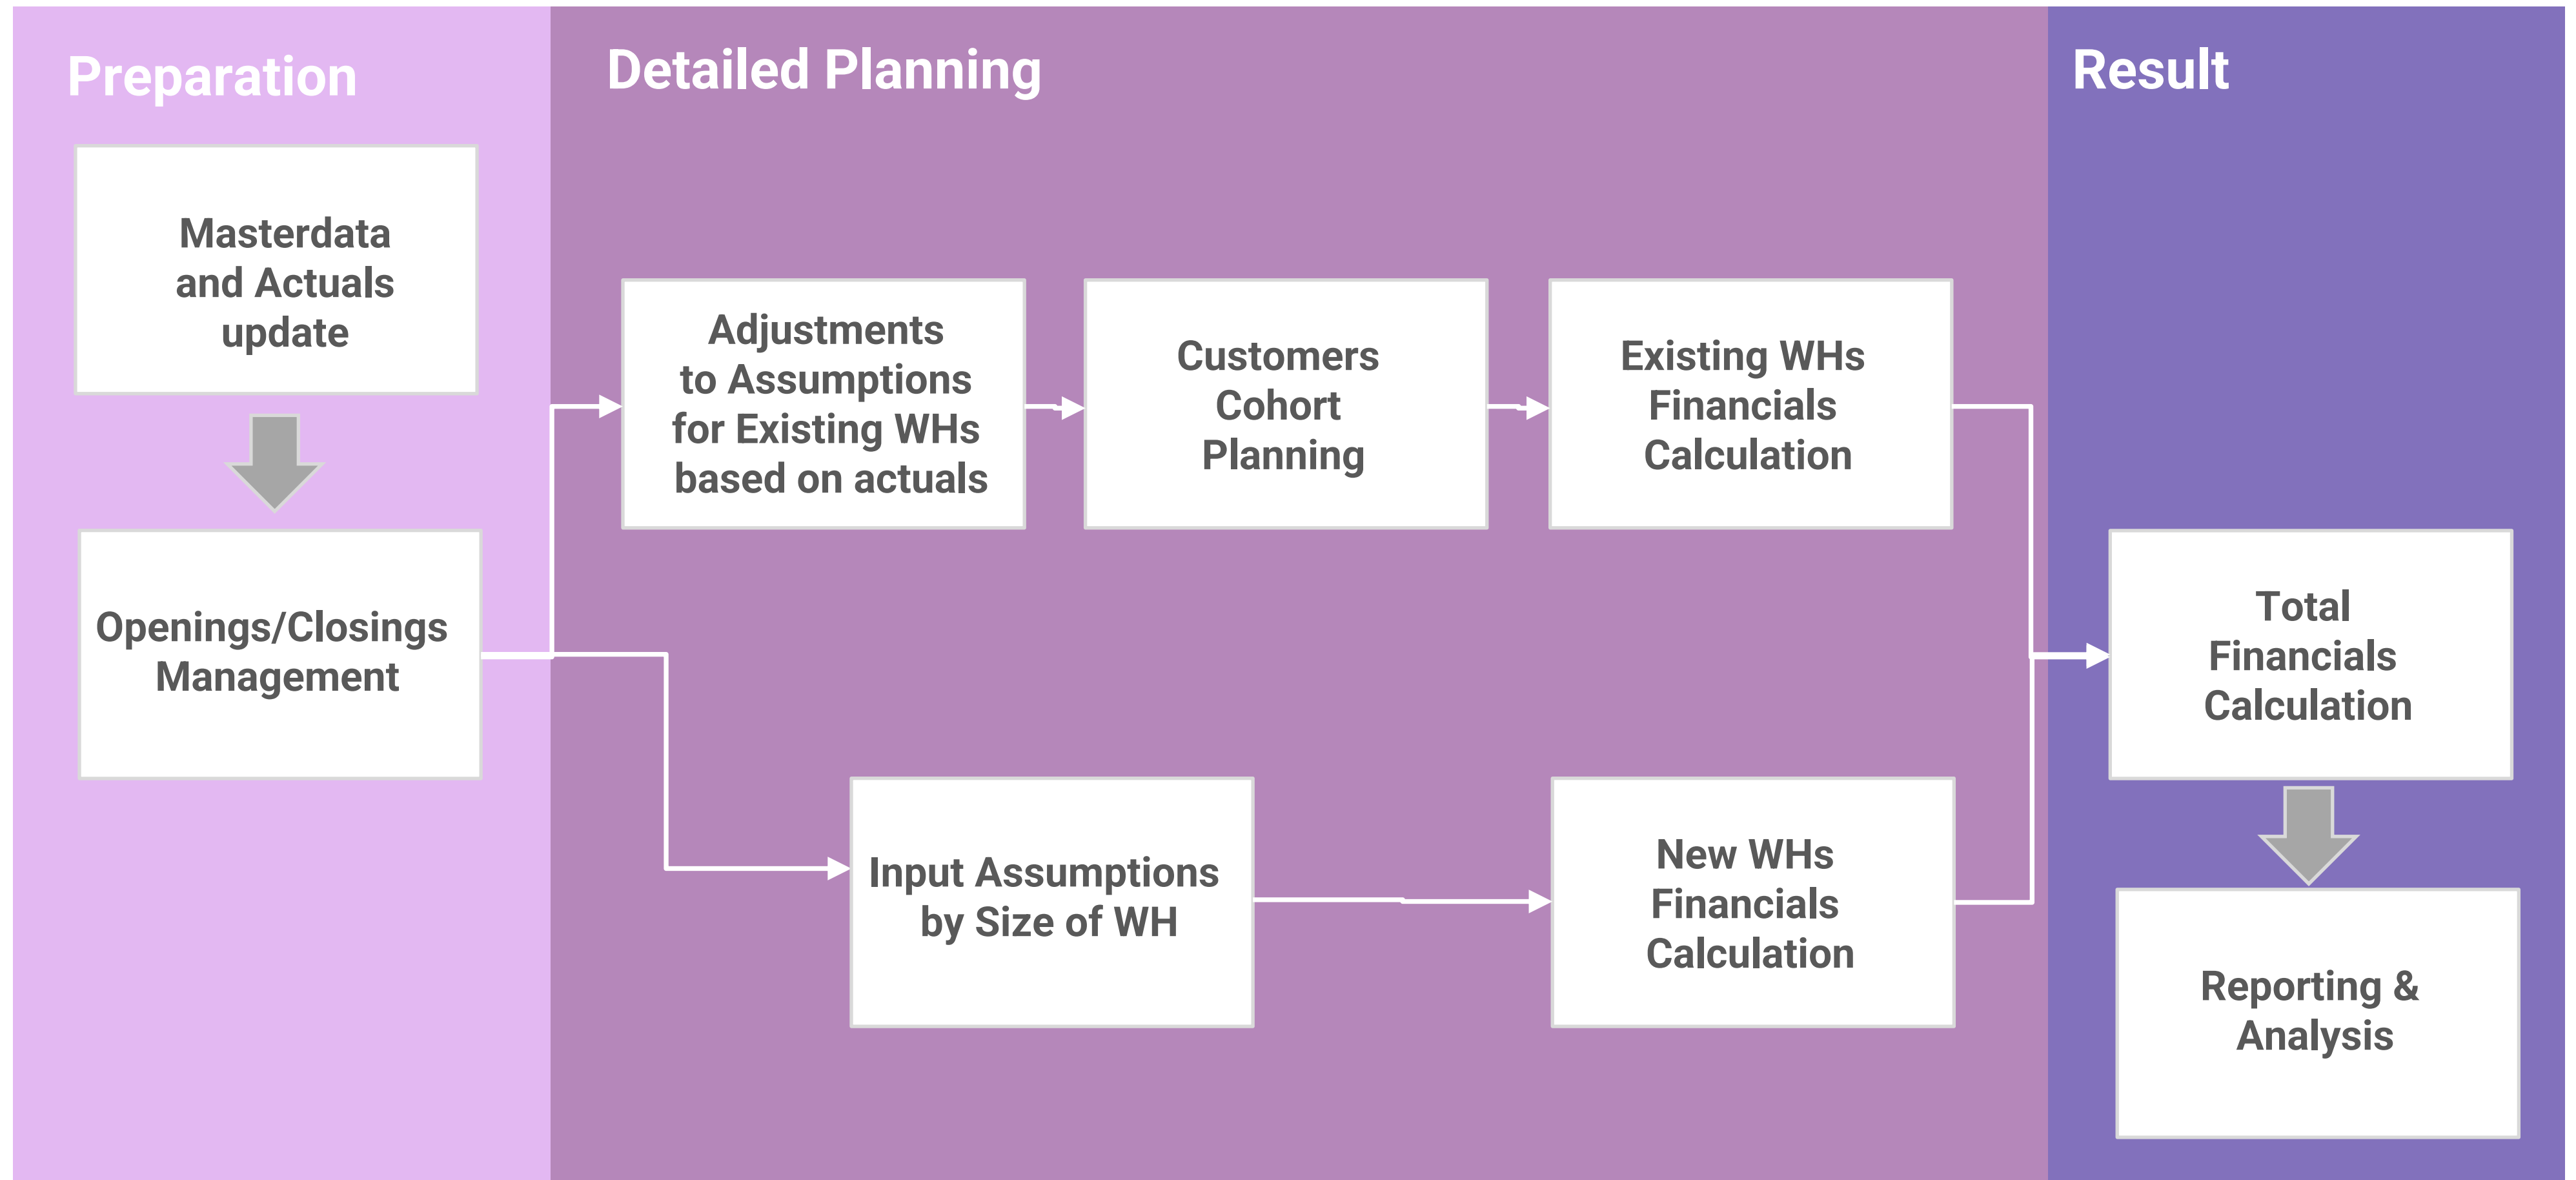 Preparation
Masterdata
and Actuals
update
Openings/Closings
Management
Detailed Planning
Adjustments
to Assumptions
for Existing WHs
based on actuals
Customers
Cohort
Planning
Existing WHs
Financials
Calculation
Input Assumptions
by Size of WH
New WHs
Financials
Calculation
Result
Total
Financials
Calculation
Reporting &
Analysis